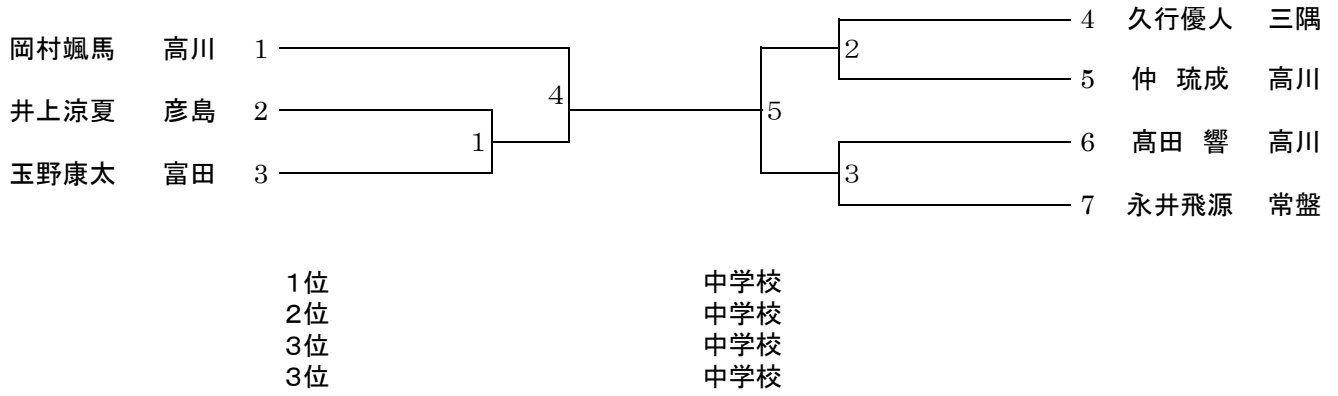 岡村颯馬 高川 1
井上涼夏 彦島 2
玉野康太 富田 3
1
4
5
2
3
4 久行優人 三隅
5 仲 琉成 高川
6 髙田 響 高川
7 永井飛源 常盤
1位 中学校
2位 中学校
3位 中学校
3位 中学校